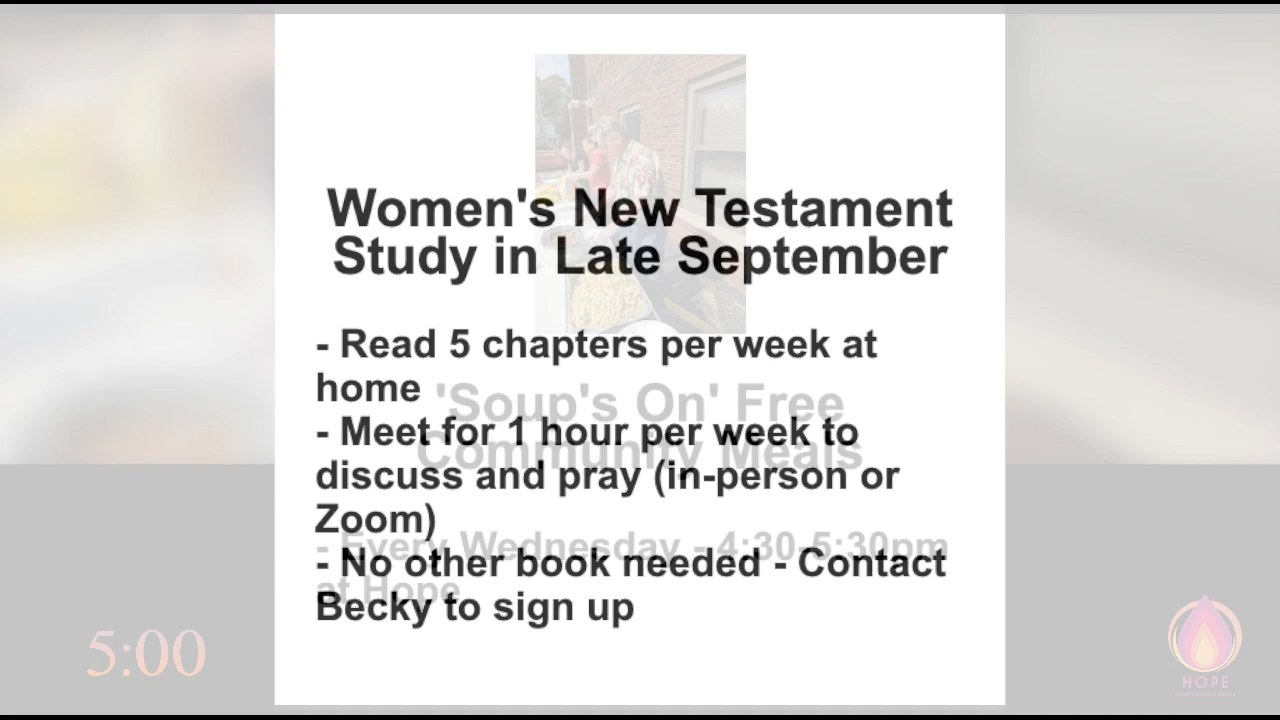 Women's New Testament
Study in Late September
- Read 5 chapters per week at
home
'Soup's On' Free
- Meet for 1 hour per week to
Community Meals
discuss and pray (in-person or
Zoom)
- Every Wednesday - 4:30-5:30pm
- No other book needed - Contact
at Hope
Becky to sign up
5:00
HOPE